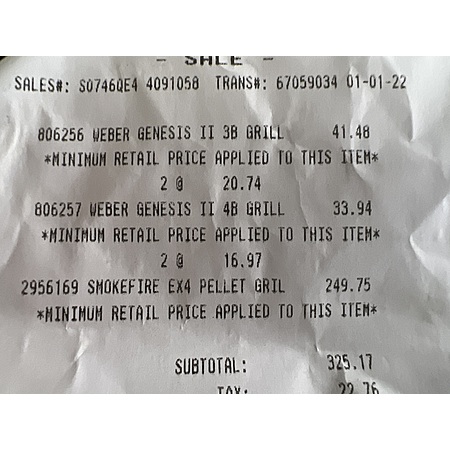 - SALE -
SALES#: S0746QE4 4091058 TRANS#: 67059034 01-01-22
806256 WEBER GENESIS II 3B GRILL 41.48
*MINIMUM RETAIL PRICE APPLIED TO THIS ITEM*
2 @ 20.74
806257 WEBER GENESIS II 4B GRILL 33.94
*MINIMUM RETAIL PRICE APPLIED TO THIS ITEM*
2 @ 16.97
2956169 SMOKEFIRE EX4 PELLET GRIL 249.75
*MINIMUM RETAIL PRICE APPLIED TO THIS ITEM*
SUBTOTAL: 325.17
TAX: 22.76